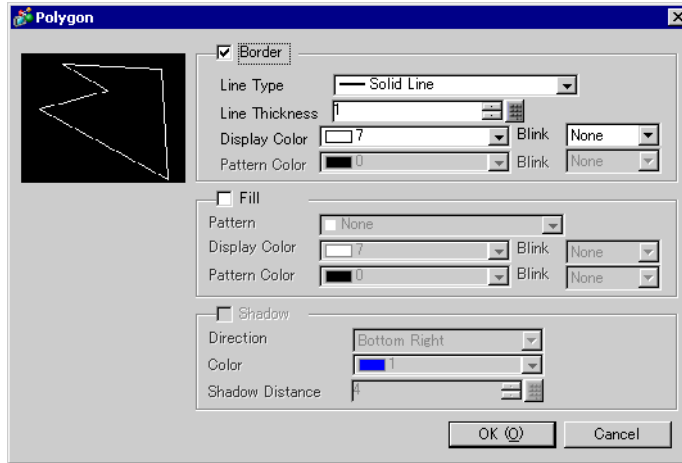 Polygon
Border
Line Type Solid Line
Line Thickness 1
Display Color 7 Blink None
Pattern Color 0 Blink None
Fill
Pattern None
Display Color 7 Blink None
Pattern Color 0 Blink None
Shadow
Direction Bottom Right
Color 1
Shadow Distance 4
OK (O) Cancel